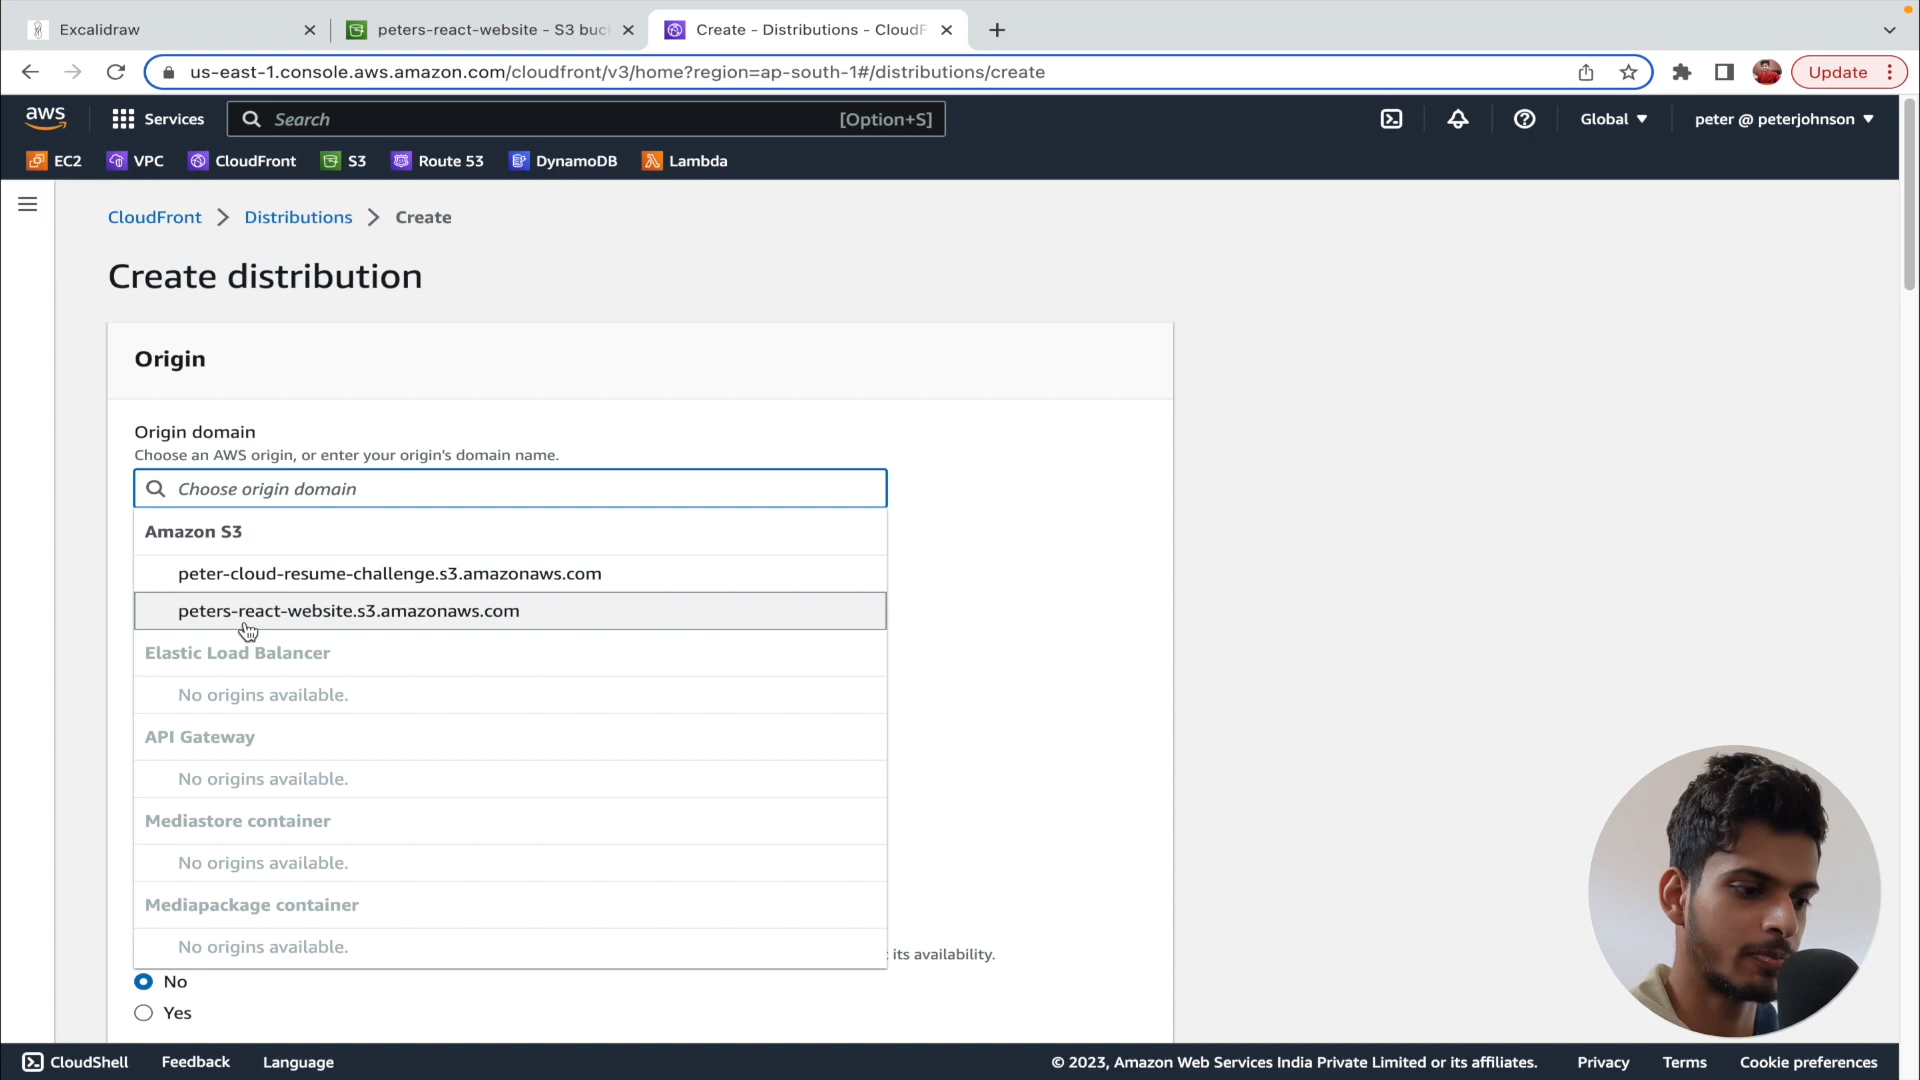 Excalidraw
peters-react-website - S3 buc
Create - Distributions - CloudF
us-east-1.console.aws.amazon.com/cloudfront/v3/home?region=ap-south-1#/distributions/create
Update
aws
Services
Search
[Option+S]
Global
peter @ peterjohnson
EC2
VPC
CloudFront
S3
Route 53
DynamoDB
Lambda
CloudFront
Distributions
Create
Create distribution
Origin
Origin domain
Choose an AWS origin, or enter your origin's domain name.
Choose origin domain
Amazon S3
peter-cloud-resume-challenge.s3.amazonaws.com
peters-react-website.s3.amazonaws.com
Elastic Load Balancer
No origins available.
API Gateway
No origins available.
Mediastore container
No origins available.
Mediapackage container
No origins available.
its availability.
No
Yes
CloudShell
Feedback
Language
© 2023, Amazon Web Services India Private Limited or its affiliates.
Privacy
Terms
Cookie preferences